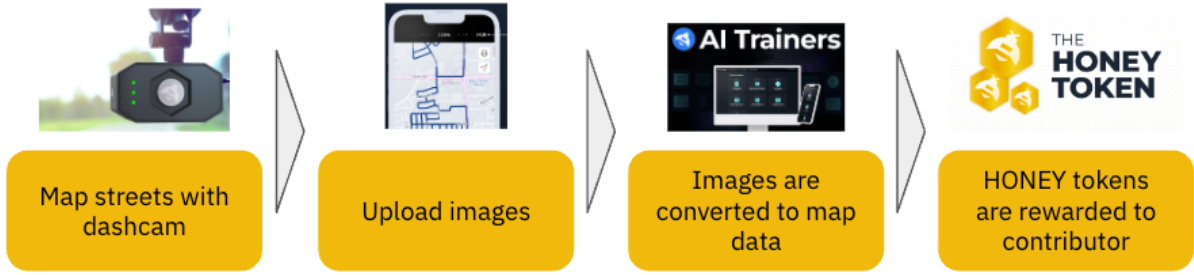 AI Trainers
THE
HONEY
TOKEN
Map streets with
dashcam
Upload images
Images are
converted to map
data
HONEY tokens
are rewarded to
contributor